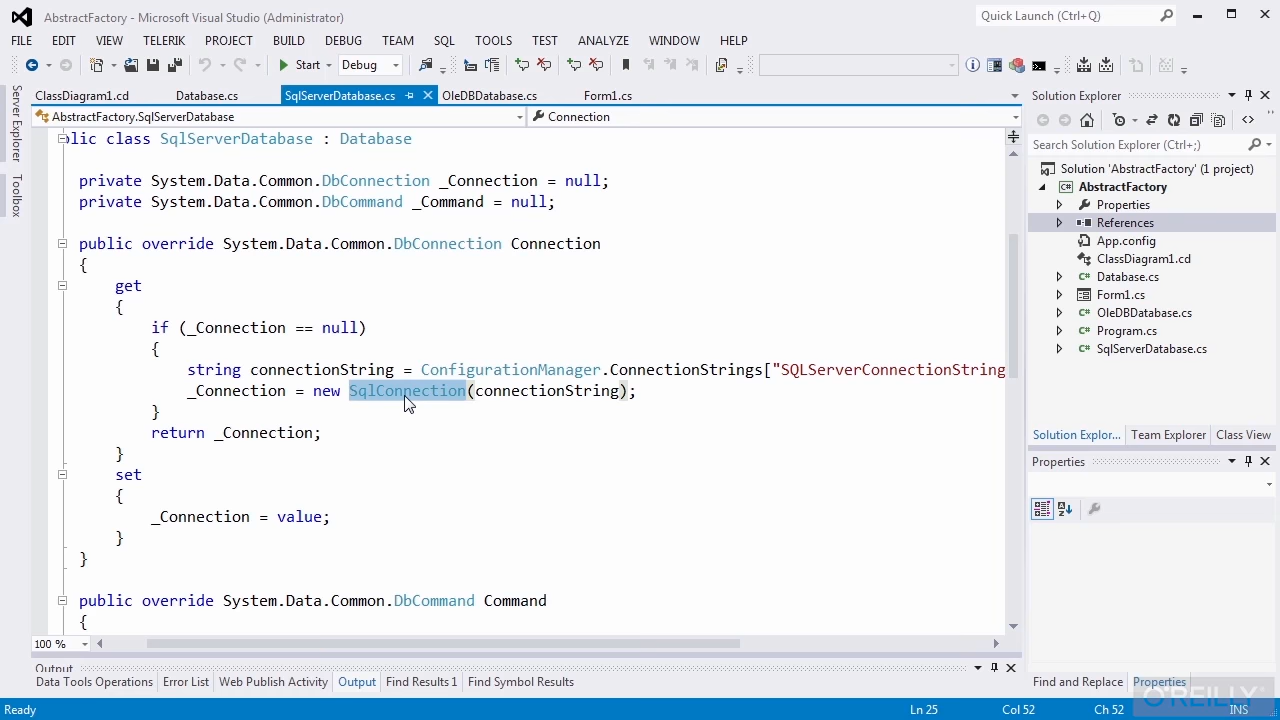 AbstractFactory - Microsoft Visual Studio (Administrator)
Quick Launch (Ctrl+Q)
FILE EDIT VIEW TELERIK PROJECT BUILD DEBUG TEAM SQL TOOLS TEST ANALYZE WINDOW HELP
Start Debug
ClassDiagram1.cd Database.cs SqlServerDatabase.cs OleDBDatabase.cs Form1.cs
AbstractFactory.SqlServerDatabase Connection
Server Explorer
Toolbox
blic class SqlServerDatabase : Database
private System.Data.Common.DbConnection _Connection = null;
private System.Data.Common.DbCommand _Command = null;
public override System.Data.Common.DbConnection Connection
{
get
{
if (_Connection == null)
{
string connectionString = ConfigurationManager.ConnectionStrings["SQLServerConnectionString
_Connection = new SqlConnection(connectionString);
}
return _Connection;
}
set
{
_Connection = value;
}
}
public override System.Data.Common.DbCommand Command
{
100 %
Solution Explorer
Search Solution Explorer (Ctrl+;)
Solution 'AbstractFactory' (1 project)
AbstractFactory
Properties
References
App.config
ClassDiagram1.cd
Database.cs
Form1.cs
OleDBDatabase.cs
Program.cs
SqlServerDatabase.cs
Solution Explor... Team Explorer Class View
Properties
Output
Data Tools Operations Error List Web Publish Activity Output Find Results 1 Find Symbol Results
Find and Replace Properties
O'REILLY
Ready Ln 25 Col 52 Ch 52 INS